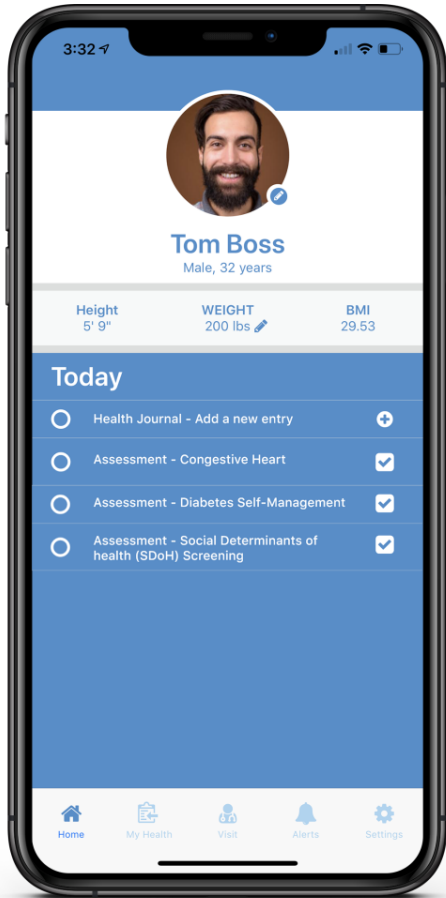 3:32
Tom Boss
Male, 32 years
Height WEIGHT BMI
5' 9" 200 lbs 29.53
Today
Health Journal - Add a new entry
Assessment - Congestive Heart
Assessment - Diabetes Self-Management
Assessment - Social Determinants of
health (SDoH) Screening
Home My Health Visit Alerts Settings